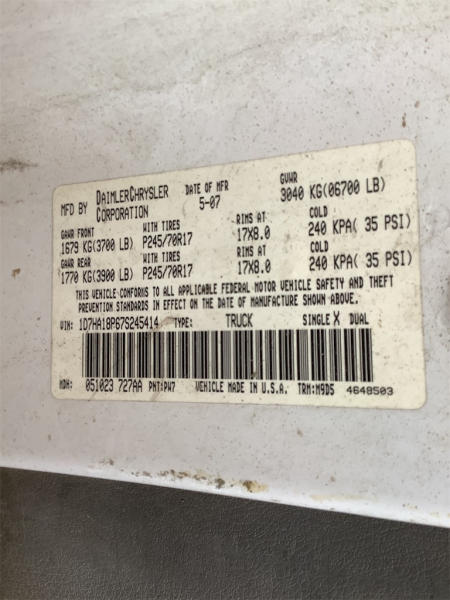 MFD BY DAIMLERCHRYSLER CORPORATION DATE OF MFR 5-07 GVWR 3040 KG(06700 LB)
GAWR FRONT WITH TIRES RIMS AT COLD
1679 KG(3700 LB) P245/70R17 17X8.0 240 KPA( 35 PSI)
GAWR REAR WITH TIRES RIMS AT COLD
1770 KG(3900 LB) P245/70R17 17X8.0 240 KPA( 35 PSI)
THIS VEHICLE CONFORMS TO ALL APPLICABLE FEDERAL MOTOR VEHICLE SAFETY AND THEFT
PREVENTION STANDARDS IN EFFECT ON THE DATE OF MANUFACTURE SHOWN ABOVE.
VIN: 1D7HA18P67S245414 TYPE: TRUCK SINGLE X DUAL
MDH: 051023 727AA PNT:PW7 VEHICLE MADE IN U.S.A. TRM:M9D5 4648503